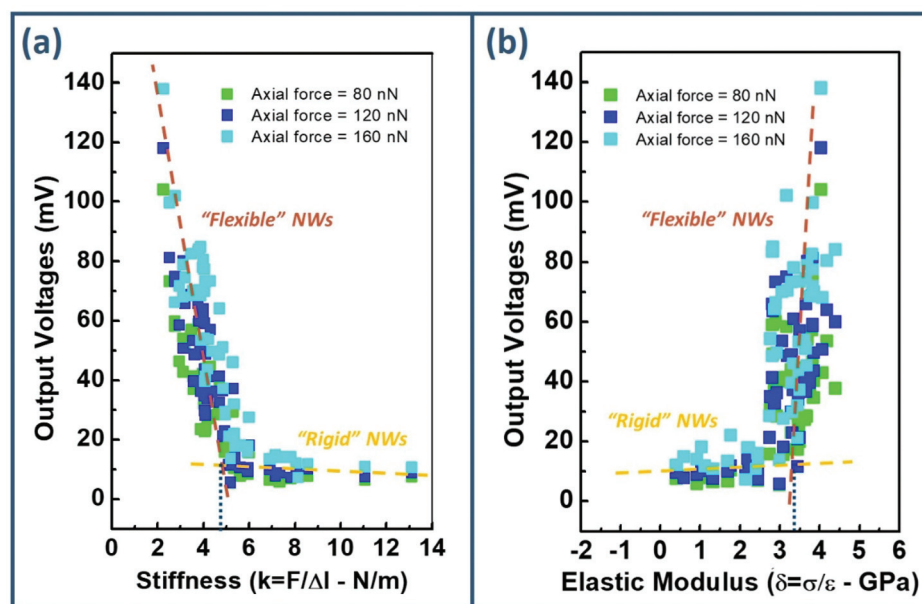 (a)
140
120
100
80
60
40
20
0
Output Voltages (mV)
Axial force = 80 nN
Axial force = 120 nN
Axial force = 160 nN
“Flexible” NWs
“Rigid” NWs
0 2 4 6 8 10 12 14
Stiffness (k=F/Δl - N/m)
(b)
140
120
100
80
60
40
20
0
Output Voltages (mV)
Axial force = 80 nN
Axial force = 120 nN
Axial force = 160 nN
“Flexible” NWs
“Rigid” NWs
-2 -1 0 1 2 3 4 5 6
Elastic Modulus (δ=σ/ε - GPa)